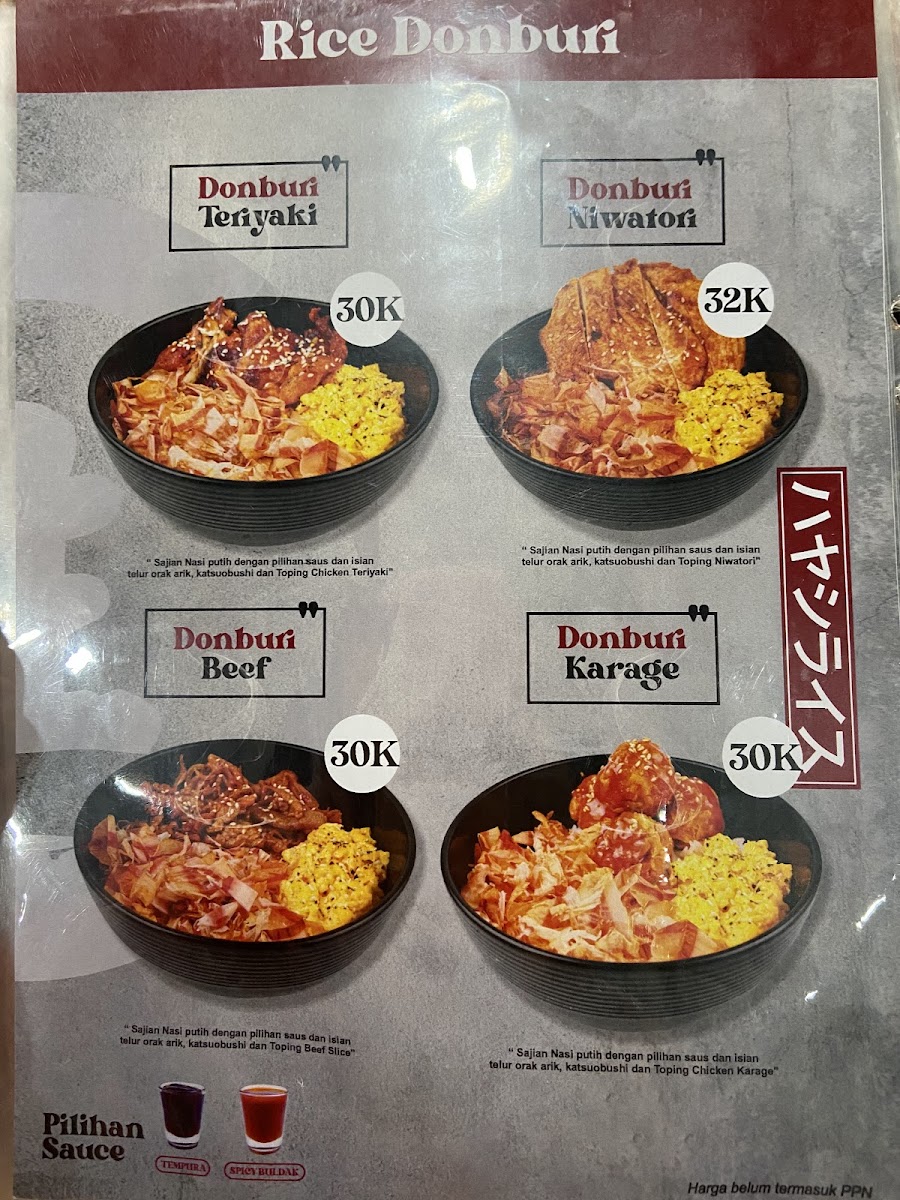 Rice Donburi
Donburi
Teriyaki
30K
" Sajian Nasi putih dengan pilihan saus dan isian
telur orak arik, katsuobushi dan Toping Chicken Teriyaki"
Donburi
Niwatori
32K
" Sajian Nasi putih dengan pilihan saus dan isian
telur orak arik, katsuobushi dan Toping Niwatori"
ハヤシライス
Donburi
Beef
30K
" Sajian Nasi putih dengan pilihan saus dan isian
telur orak arik, katsuobushi dan Toping Beef Slice"
Donburi
Karage
30K
" Sajian Nasi putih dengan pilihan saus dan isian
telur orak arik, katsuobushi dan Toping Chicken Karage"
Pilihan
Sauce
TEMPURA
SPICY BULDAK
Harga belum termasuk PPN